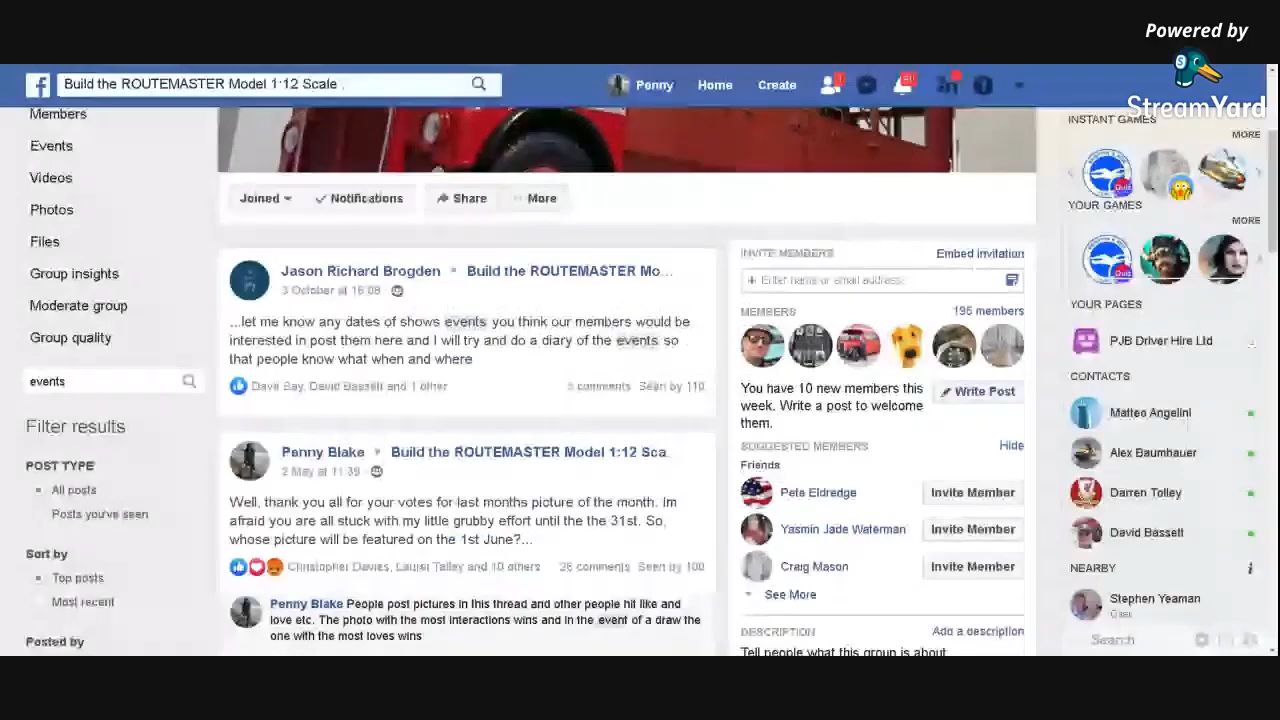 Powered by
StreamYard
Build the ROUTEMASTER Model 1:12 Scale
Penny
Home
Create
Members
Events
Videos
Photos
Files
Group insights
Moderate group
Group quality
events
Filter results
POST TYPE
All posts
Posts you've seen
Sort by
Top posts
Most recent
Posted by
Joined
Notifications
Share
More
Jason Richard Brogden
Build the ROUTEMASTER Mo...
3 October at 16:08
...let me know any dates of shows events you think our members would be
interested in post them here and I will try and do a diary of the events so
that people know what when and where
Dave Bay, David Bassett and 1 other
comments Seen by 110
Penny Blake
Build the ROUTEMASTER Model 1:12 Sca
2 May at 11:39
Well, thank you all for your votes for last months picture of the month. Im
afraid you are all stuck with my little grubby effort until the the 31st. So,
whose picture will be featured on the 1st June?...
Christopher Davies, Talley and 10 others
26 comments Seen by 100
Penny Blake People post pictures in this thread and other people hit like and
love etc. The photo with the most interactions wins and in the event of a draw the
one with the most loves wins
INVITE MEMBERS
Embed invitation
+ Enter name or email address.
MEMBERS
195 members
You have 10 new members this
week. Write a post to welcome
them.
Write Post
SUGGESTED MEMBERS
Hide
Friends
Pete Eldredge
Invite Member
Yasmin Jade Waterman
Invite Member
Craig Mason
Invite Member
See More
DESCRIPTION
Add a description
Tell people what this group is about
INSTANT GAMES
MORE
Quiz
YOUR GAMES
MORE
Quiz
YOUR PAGES
PJB Driver Hire Ltd
CONTACTS
Matteo Angelini
Alex Baumhauer
Darren Tolley
David Bassett
NEARBY
Stephen Yeaman
Search